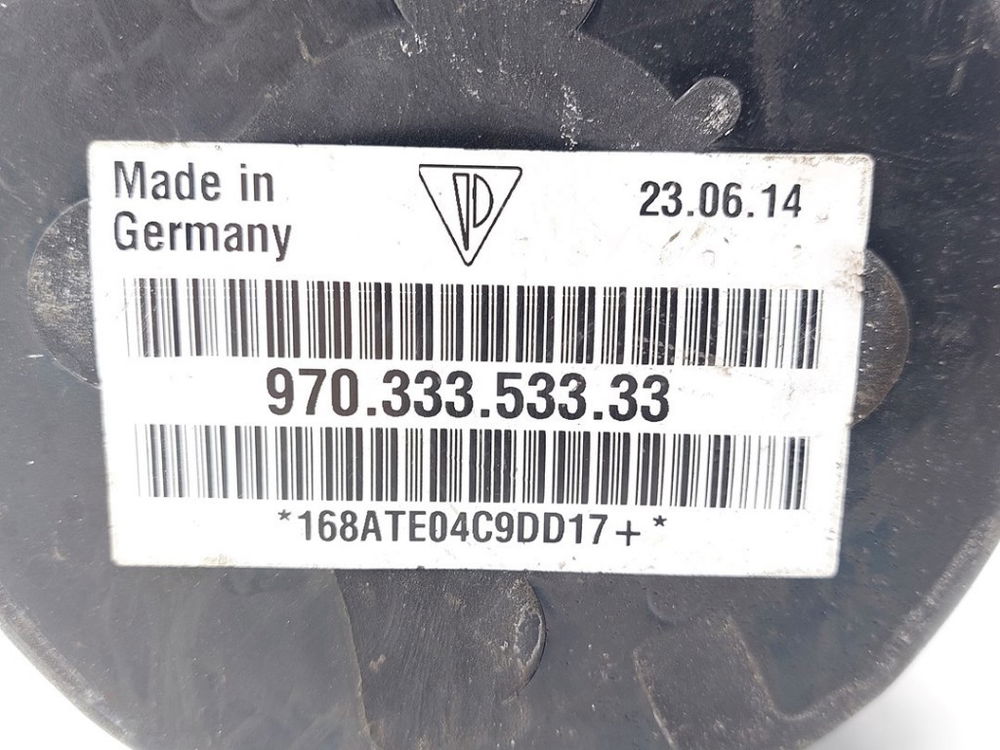 Made in
Germany
23.06.14
970.333.533.33
*168ATE04C9DD17+*